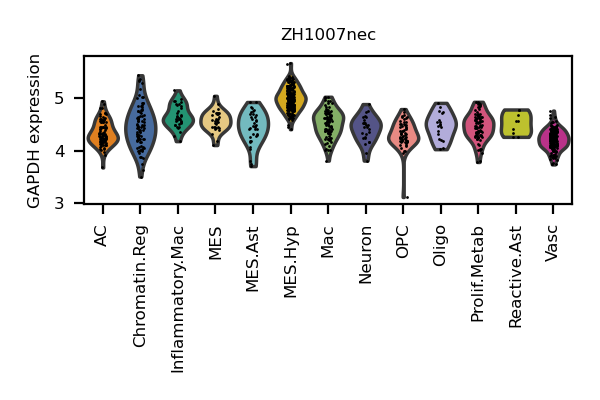 ZH1007nec
GAPDH expression
5
4
3
AC
Chromatin.Reg
Inflammatory.Mac
MES
MES.Ast
MES.Hyp
Mac
Neuron
OPC
Oligo
Prolif.Metab
Reactive.Ast
Vasc